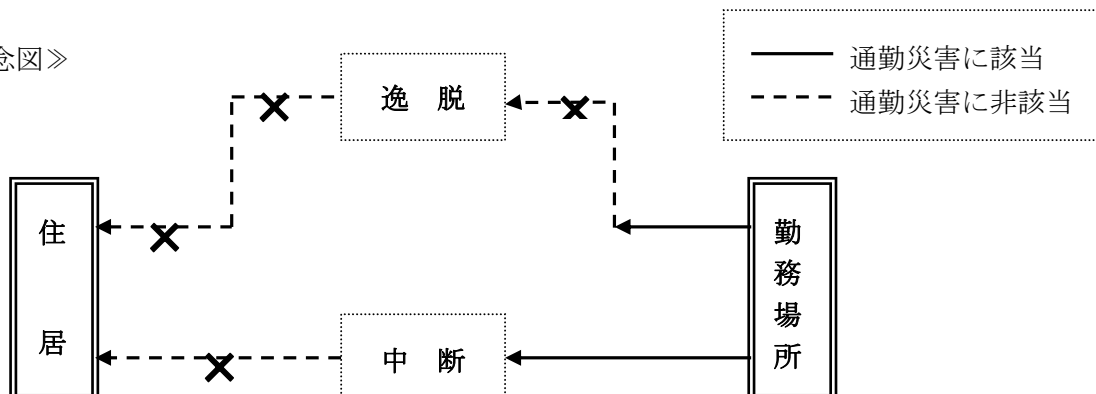 念図≫
通勤災害に該当
通勤災害に非該当
逸 脱
住居
勤務場所
中 断